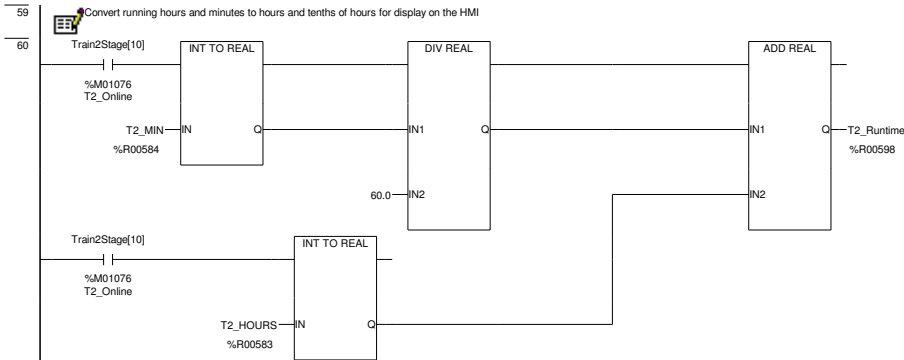 59
Convert running hours and minutes to hours and tenths of hours for display on the HMI
60
Train2Stage[10]
INT TO REAL
DIV REAL
ADD REAL
%M01076
T2_Online
T2_MIN
IN
Q
IN1
Q
IN1
Q
T2_Runtime
%R00584
%R00598
60.0
IN2
IN2
Train2Stage[10]
INT TO REAL
%M01076
T2_Online
T2_HOURS
IN
Q
%R00583